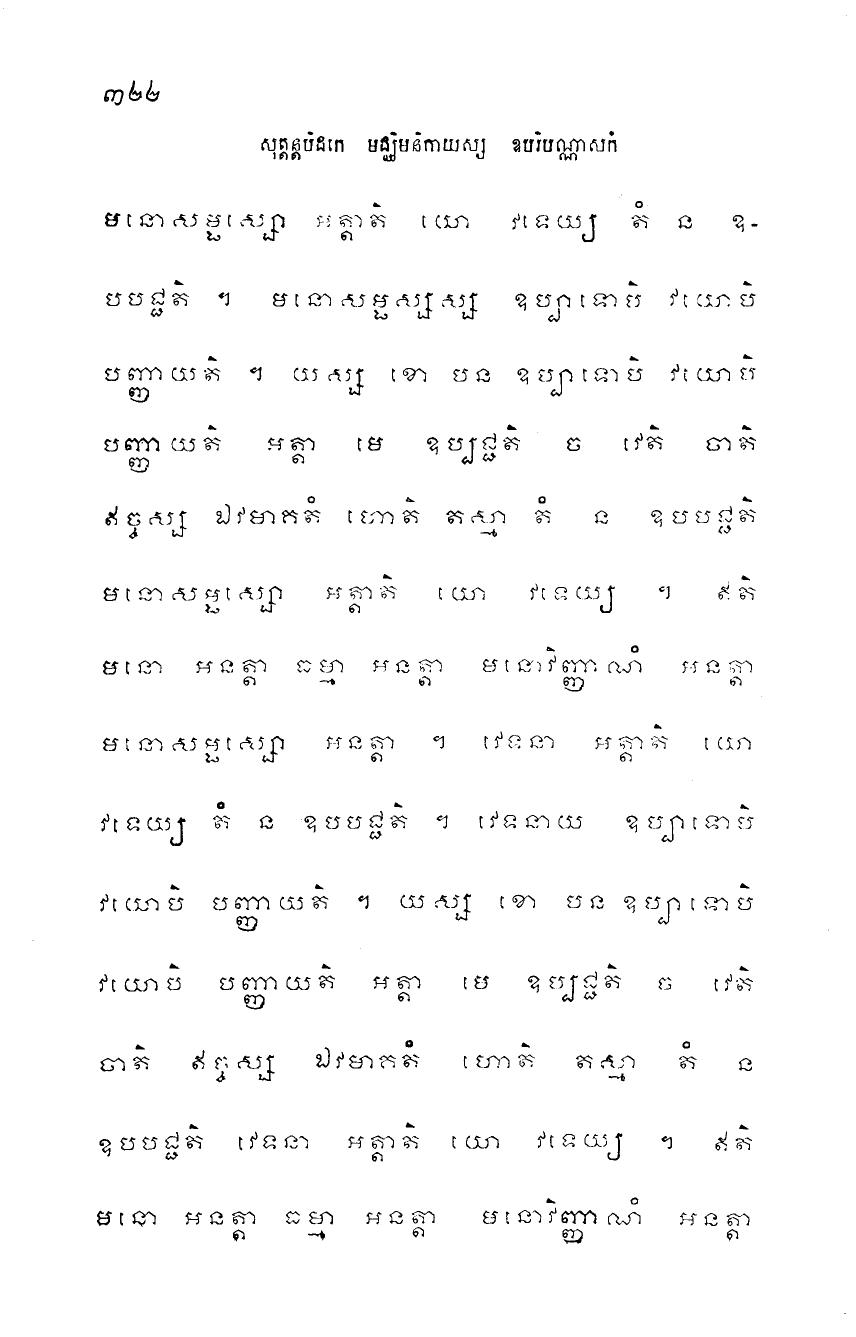 ៣២២
សុត្តន្តបិដកេ មជ្ឈិមនិកាយស្ស ឧបរិបណ្ណាសកំ
មនោសម្ផស្សោ អត្តាតិ យោ វទេយ្យ តំ ន ឧ-
បបជ្ជតិ ។ មនោសម្ផស្សស្ស ឧប្បាទោបិ វយោបិ
បញ្ញាយតិ ។ យស្ស ខោ បន ឧប្បាទោបិ វយោបិ
បញ្ញាយតិ អត្តា មេ ឧប្បជ្ជតិ ច វេតិ ចាតិ
ឥច្ចស្ស ឯវមាគតំ ហោតិ តស្មា តំ ន ឧបបជ្ជតិ
មនោសម្ផស្សោ អត្តាតិ យោ វទេយ្យ ។ ឥតិ
មនោ អនត្តា ធម្មា អនត្តា មនោវិញ្ញាណំ អនត្តា
មនោសម្ផស្សោ អនត្តា ។ វេទនា អត្តាតិ យោ
វទេយ្យ តំ ន ឧបបជ្ជតិ ។ វេទនាយ ឧប្បាទោបិ
វយោបិ បញ្ញាយតិ ។ យស្ស ខោ បន ឧប្បាទោបិ
វយោបិ បញ្ញាយតិ អត្តា មេ ឧប្បជ្ជតិ ច វេតិ
ចាតិ ឥច្ចស្ស ឯវមាគតំ ហោតិ តស្មា តំ ន
ឧបបជ្ជតិ វេទនា អត្តាតិ យោ វទេយ្យ ។ ឥតិ
មនោ អនត្តា ធម្មា អនត្តា មនោវិញ្ញាណំ អនត្តា